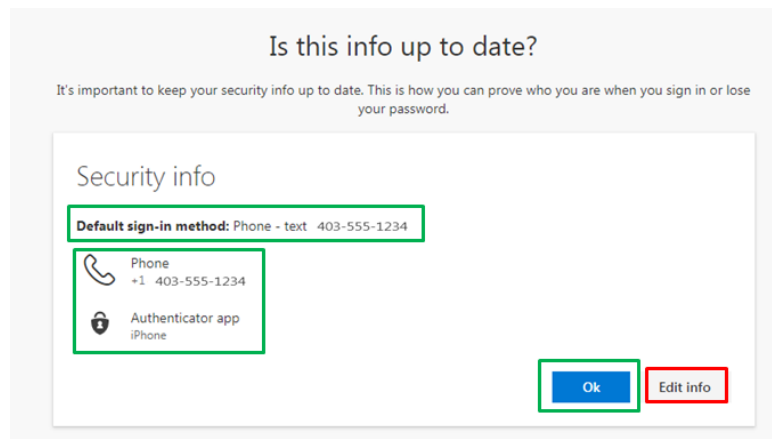 Is this info up to date?
It's important to keep your security info up to date. This is how you can prove who you are when you sign in or lose
your password.
Security info
Default sign-in method: Phone - text 403-555-1234
Phone
+1 403-555-1234
Authenticator app
iPhone
Ok Edit info